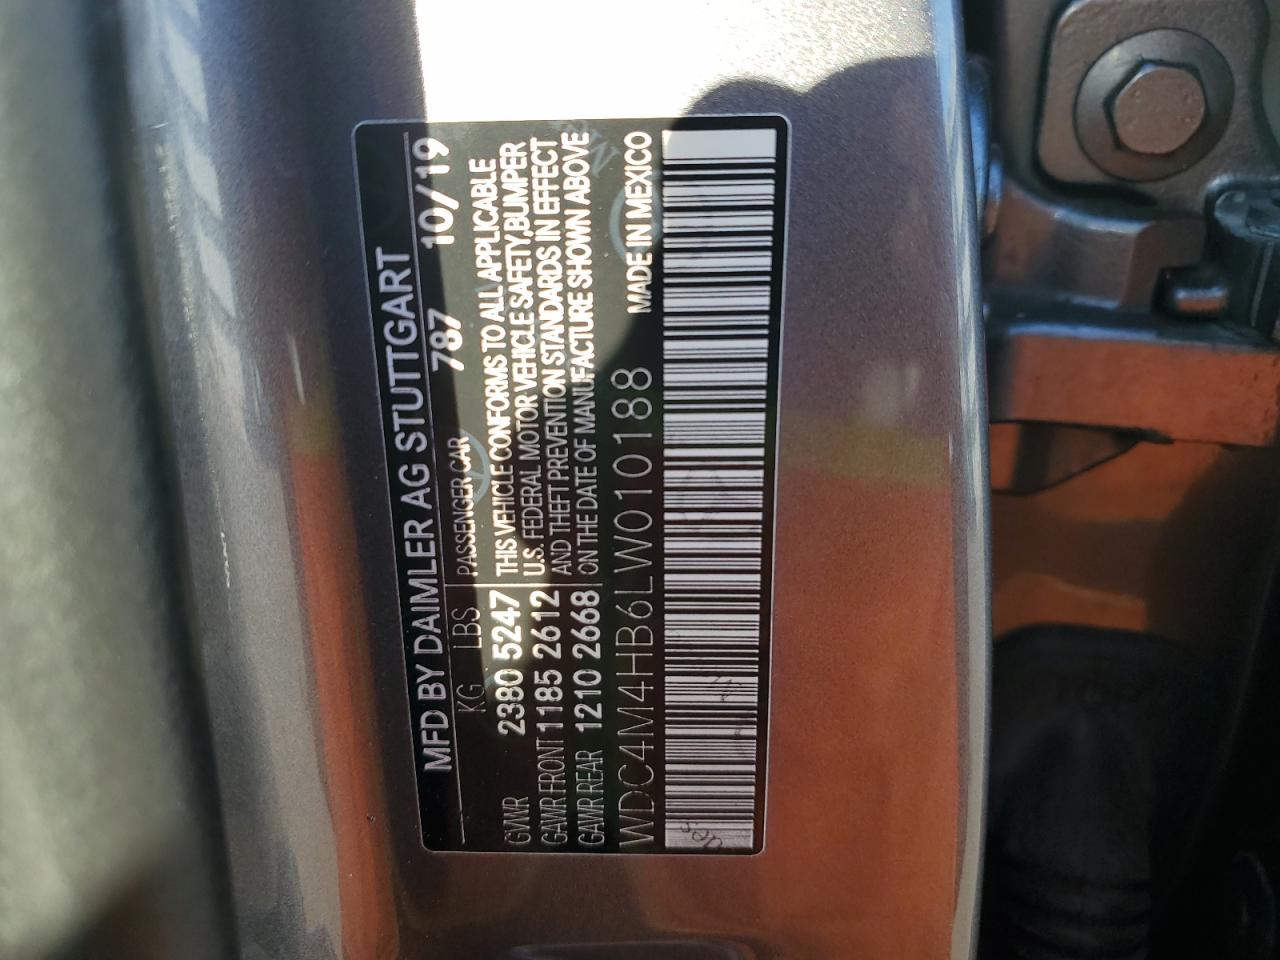 MFD BY DAIMLER AG STUTTGART
787 10/19
KG LBS PASSENGER CAR
GVWR 2380 5247 THIS VEHICLE CONFORMS TO ALL APPLICABLE
GAWR FRONT 1185 2612 U.S. FEDERAL MOTOR VEHICLE SAFETY,BUMPER
GAWR REAR 1210 2668 AND THEFT PREVENTION STANDARDS IN EFFECT
ON THE DATE OF MANUFACTURE SHOWN ABOVE
WDC4M4HB6LW010188 MADE IN MEXICO